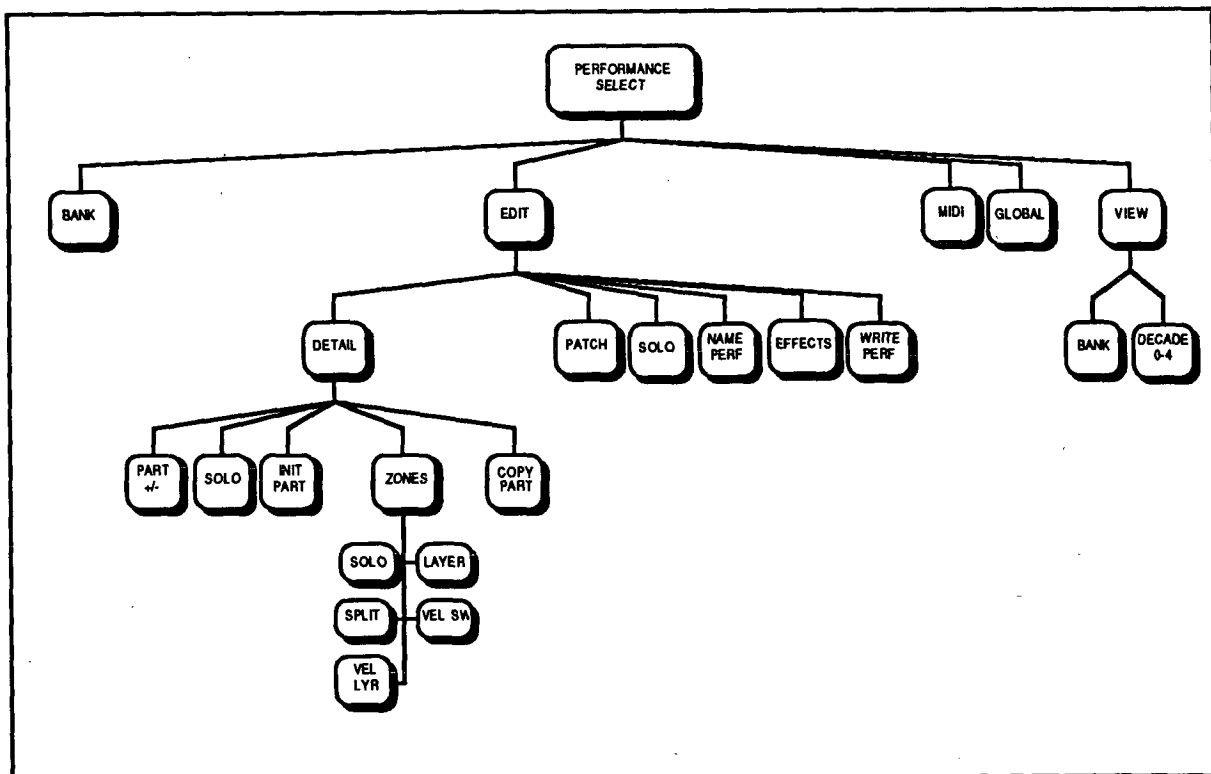 PERFORMANCE
SELECT
BANK
EDIT
MIDI
GLOBAL
VIEW
DETAIL
PATCH
SOLO
NAME
PERF
EFFECTS
WRITE
PERF
BANK
DECADE
0-4
PART
+/-
SOLO
INIT
PART
ZONES
COPY
PART
SOLO
LAYER
SPLIT
VEL SW
VEL
LYR